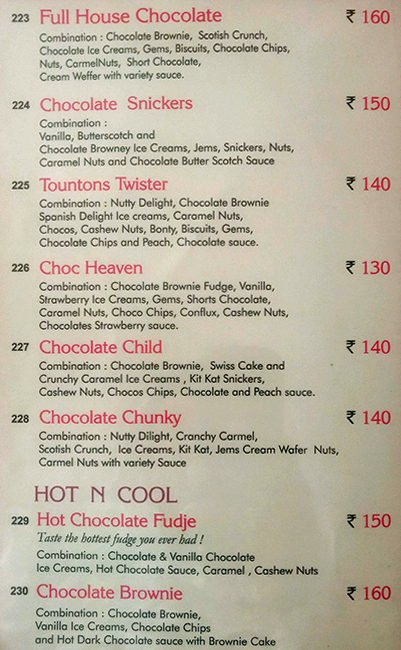 223 Full House Chocolate ₹ 160
Combination : Chocolate Brownie, Scotish Crunch,
Chocolate Ice Creams, Gems, Biscuits, Chocolate Chips,
Nuts, CarmelNuts, Short Chocolate,
Cream Weffer with variety sauce.
224 Chocolate Snickers ₹ 150
Combination :
Vanilla, Butterscotch and
Chocolate Browney Ice Creams, Jems, Snickers, Nuts,
Caramel Nuts and Chocolate Butter Scotch Sauce
225 Tountons Twister ₹ 140
Combination : Nutty Delight, Chocolate Brownie
Spanish Delight Ice creams, Caramel Nuts,
Chocos, Cashew Nuts, Bonty, Biscuits, Gems,
Chocolate Chips and Peach, Chocolate sauce.
226 Choc Heaven ₹ 130
Combination : Chocolate Brownie Fudge, Vanilla,
Strawberry Ice Creams, Gems, Shorts Chocolate,
Caramel Nuts, Choco Chips, Conflux, Cashew Nuts,
Chocolates Strawberry sauce.
227 Chocolate Child ₹ 140
Combination : Chocolate Brownie, Swiss Cake and
Crunchy Caramel Ice Creams , Kit Kat Snickers,
Cashew Nuts, Chocos Chips, Chocolate and Peach sauce.
228 Chocolate Chunky ₹ 140
Combination : Nutty Dilight, Cranchy Carmel,
Scotish Crunch, Ice Creams, Kit Kat, Jems Cream Wafer Nuts,
Carmel Nuts with variety Sauce
HOT N COOL
229 Hot Chocolate Fudje ₹ 150
Taste the hottest fudge you ever had !
Combination : Chocolate & Vanilla Chocolate
Ice Creams, Hot Chocolate Sauce, Caramel , Cashew Nuts
230 Chocolate Brownie ₹ 160
Combination : Chocolate Brownie,
Vanilla Ice Creams, Chocolate Chips
and Hot Dark Chocolate sauce with Brownie Cake